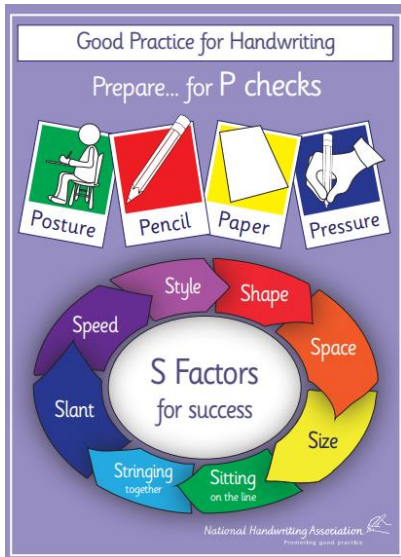 Good Practice for Handwriting
Prepare... for P checks
Posture
Pencil
Paper
Pressure
Style
Shape
Speed
Space
S Factors
for success
Slant
Size
Stringing
together
Sitting
on the line
National Handwriting Association
Promoting good practice